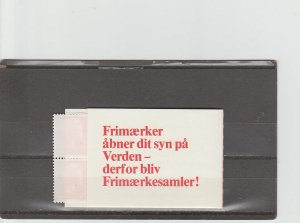 Frimærker
åbner dit syn på
Verden –
derfor bliv
Frimærkesamler!